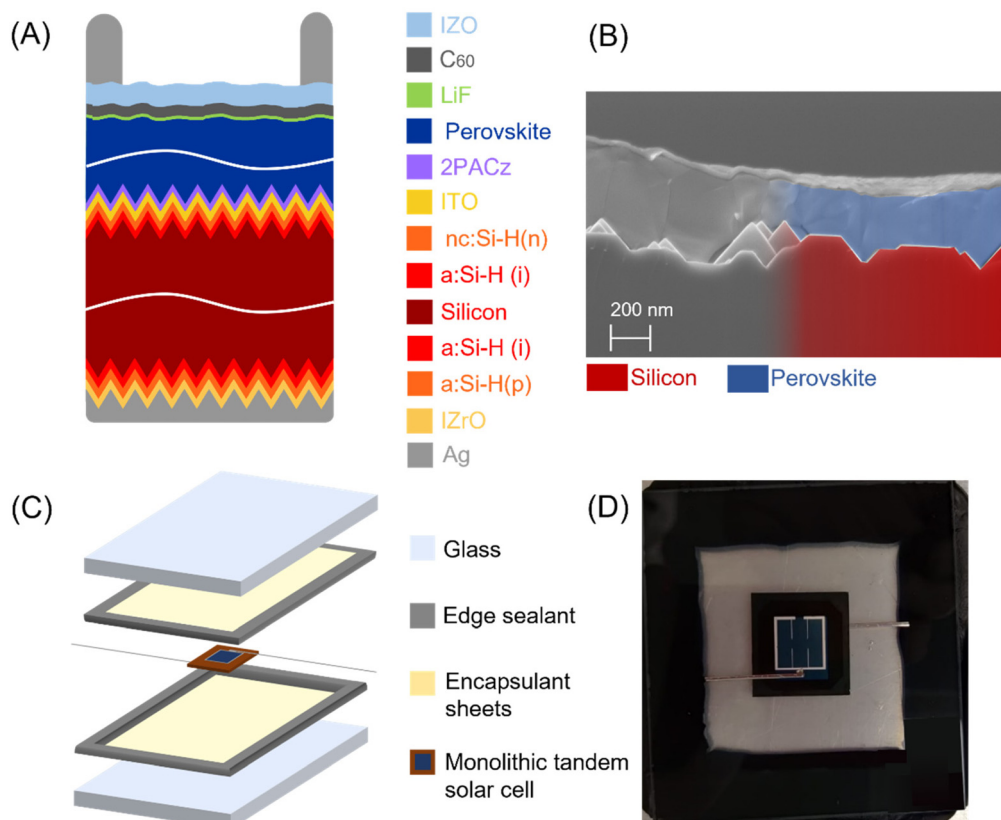 (A)
IZO
C60
LiF
Perovskite
2PACz
ITO
nc:Si-H(n)
a:Si-H (i)
Silicon
a:Si-H (i)
a:Si-H(p)
IZrO
Ag
(B)
200 nm
Silicon
Perovskite
(C)
Glass
Edge sealant
Encapsulant
sheets
Monolithic tandem
solar cell
(D)